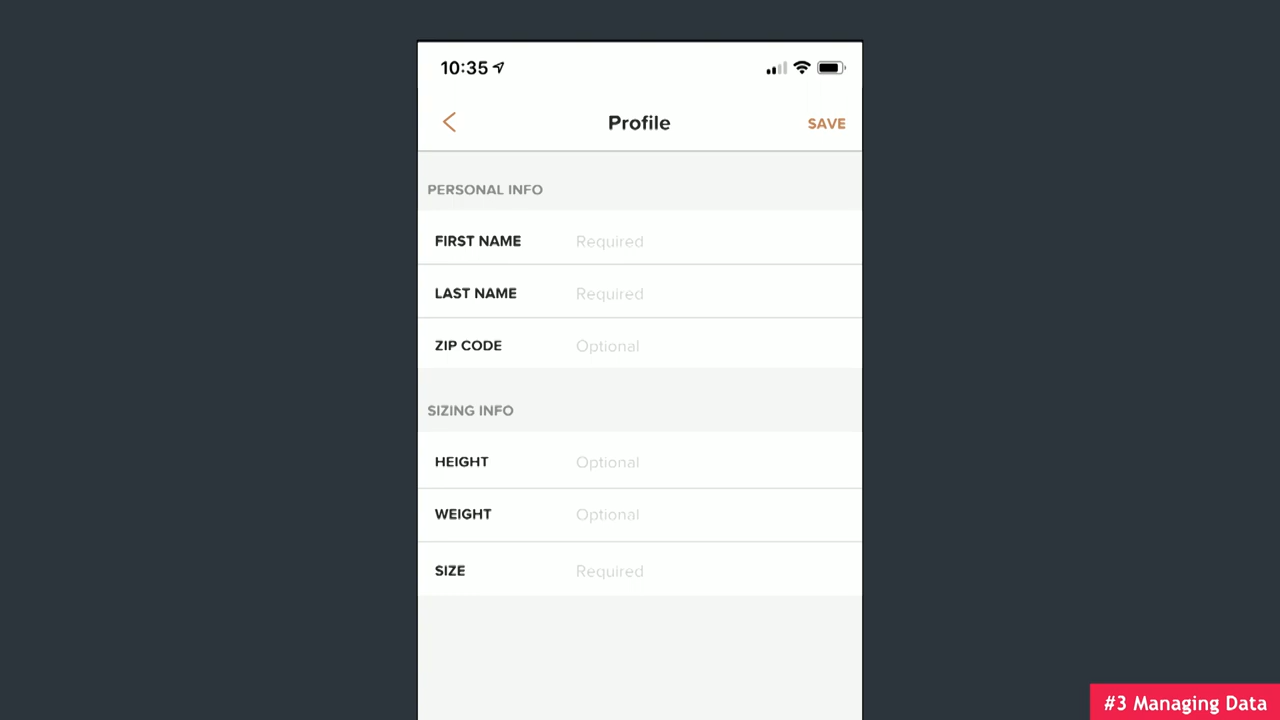 10:35
Profile
SAVE
PERSONAL INFO
FIRST NAME Required
LAST NAME Required
ZIP CODE Optional
SIZING INFO
HEIGHT Optional
WEIGHT Optional
SIZE Required
#3 Managing Data